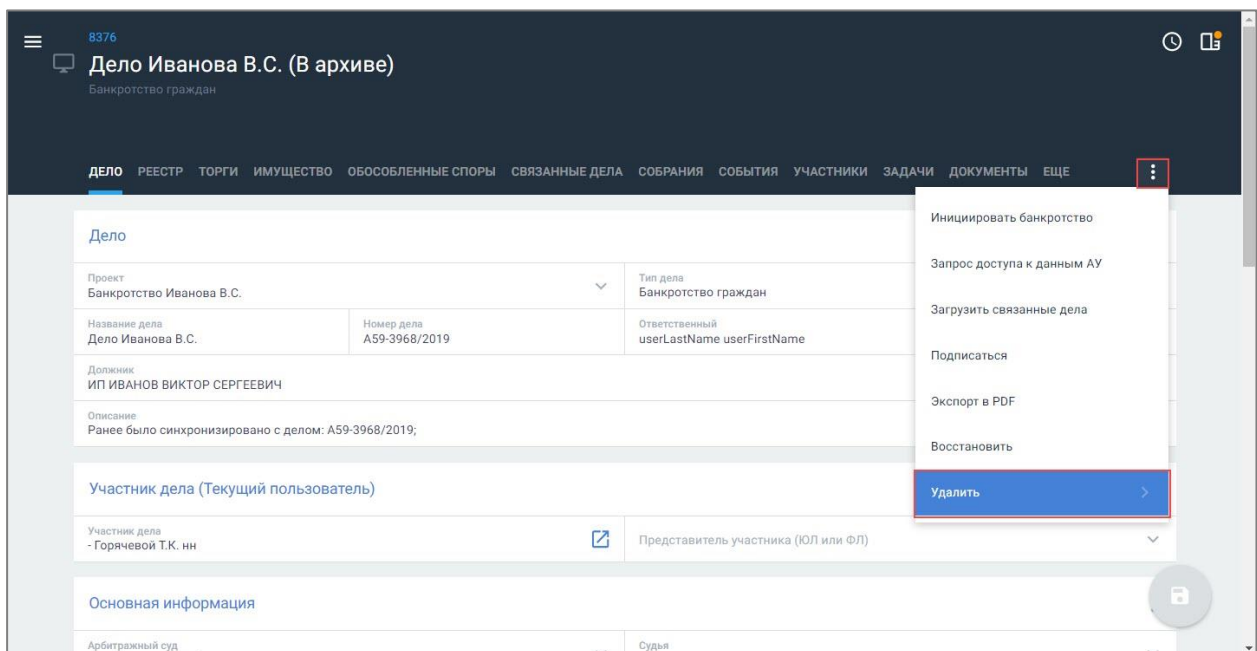 8376
Дело Иванова В.С. (В архиве)
Банкротство граждан
ДЕЛО РЕЕСТР ТОРГИ ИМУЩЕСТВО ОБОСОБЛЕННЫЕ СПОРЫ СВЯЗАННЫЕ ДЕЛА СОБРАНИЯ СОБЫТИЯ УЧАСТНИКИ ЗАДАЧИ ДОКУМЕНТЫ ЕЩЕ
Инициировать банкротство
Запрос доступа к данным АУ
Загрузить связанные дела
Подписаться
Экспорт в PDF
Восстановить
Удалить
Дело
Проект
Банкротство Иванова В.С.
Тип дела
Банкротство граждан
Название дела
Дело Иванова В.С.
Номер дела
А59-3968/2019
Ответственный
userLastName userFirstName
Должник
ИП ИВАНОВ ВИКТОР СЕРГЕЕВИЧ
Описание
Ранее было синхронизировано с делом: А59-3968/2019;
Участник дела (Текущий пользователь)
Участник дела
- Горячевой Т.К. нн
Представитель участника (ЮЛ или ФЛ)
Основная информация
Арбитражный суд
Судья